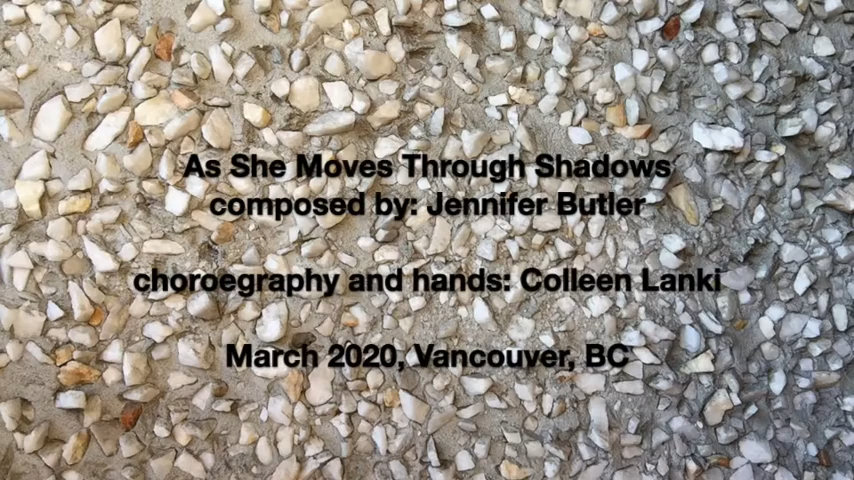 As She Moves Through Shadows
composed by: Jennifer Butler
choroegraphy and hands: Colleen Lanki
March 2020, Vancouver, BC